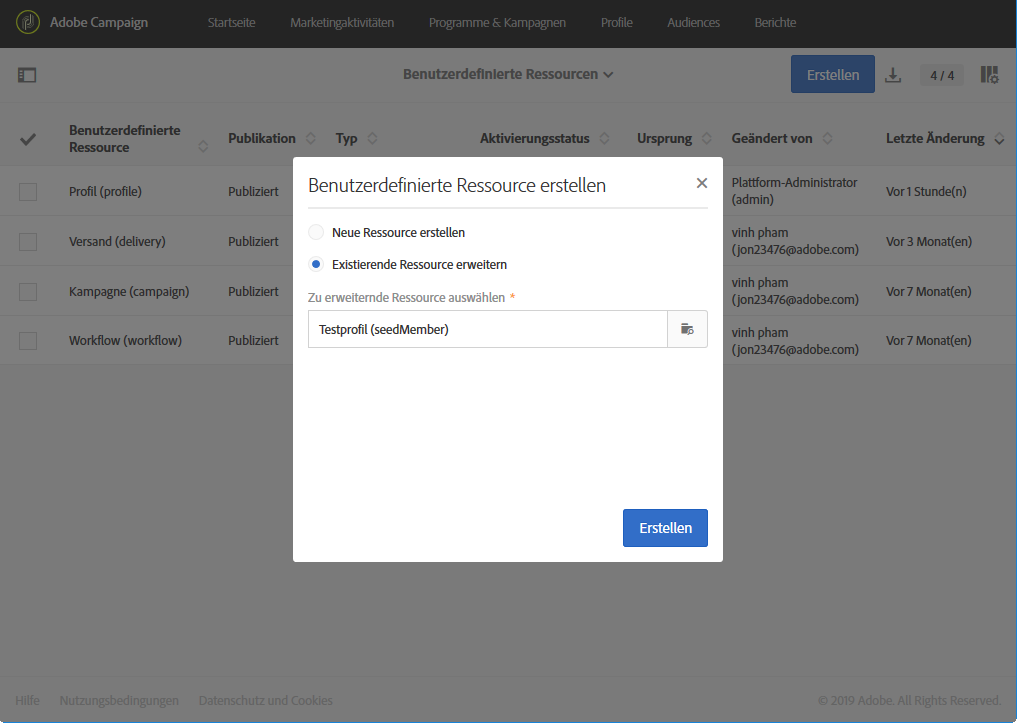 Adobe Campaign
Startseite
Marketingaktivitäten
Programme & Kampagnen
Profile
Audiences
Berichte
Benutzerdefinierte Ressourcen
Erstellen
4 / 4
Benutzerdefinierte
Ressource
Publikation
Typ
Aktivierungsstatus
Ursprung
Geändert von
Letzte Änderung
Profil (profile)
Publiziert
Plattform-Administrator
(admin)
Vor 1 Stunde(n)
Versand (delivery)
Publiziert
vinh pham
(jon23476@adobe.com)
Vor 3 Monat(en)
Kampagne (campaign)
Publiziert
vinh pham
(jon23476@adobe.com)
Vor 7 Monat(en)
Workflow (workflow)
Publiziert
vinh pham
(jon23476@adobe.com)
Vor 7 Monat(en)
Benutzerdefinierte Ressource erstellen
Neue Ressource erstellen
Existierende Ressource erweitern
Zu erweiternde Ressource auswählen *
Testprofil (seedMember)
Erstellen
Hilfe
Nutzungsbedingungen
Datenschutz und Cookies
© 2019 Adobe. All Rights Reserved.